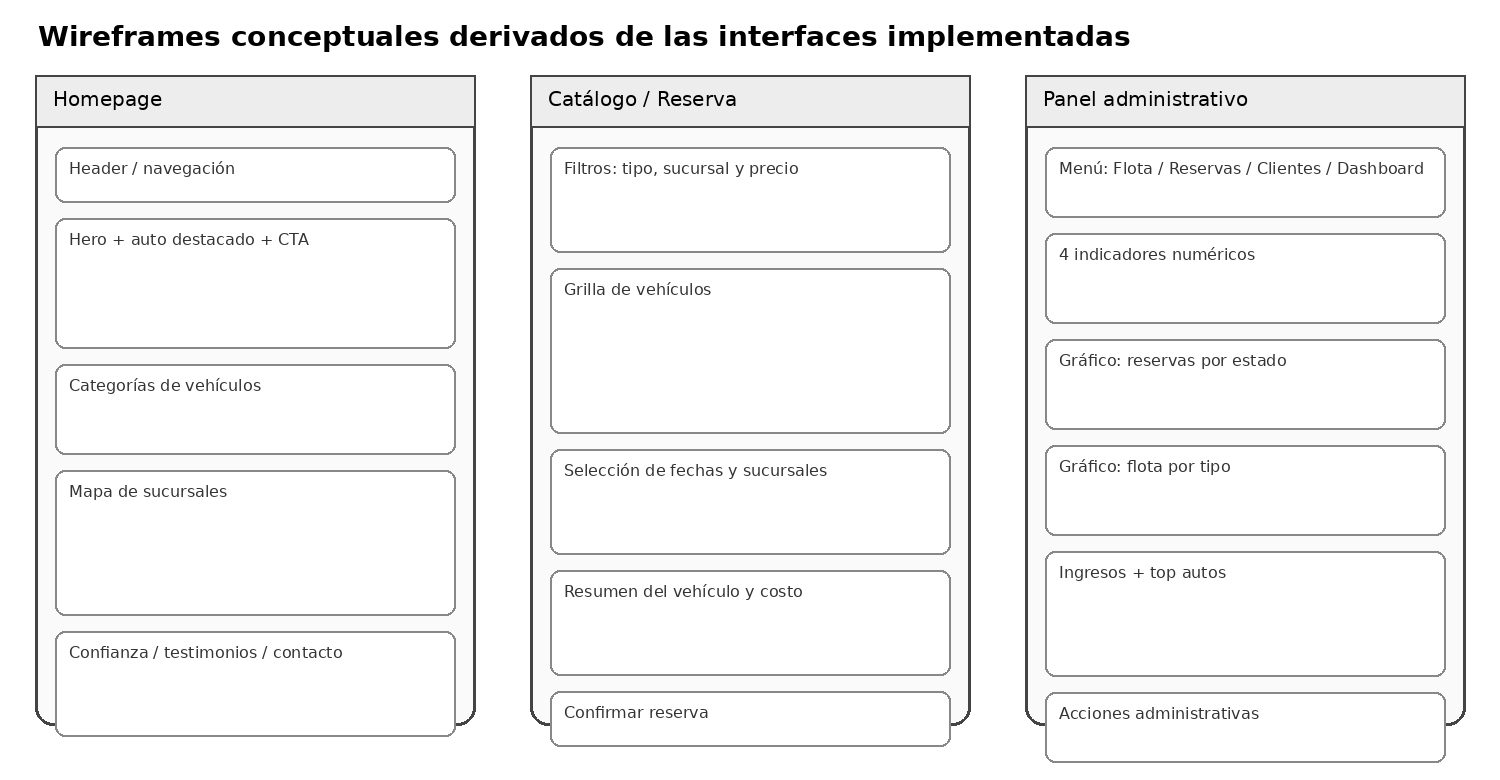 Wireframes conceptuales derivados de las interfaces implementadas
Homepage
Header / navegación
Hero + auto destacado + CTA
Categorías de vehículos
Mapa de sucursales
Confianza / testimonios / contacto
Catálogo / Reserva
Filtros: tipo, sucursal y precio
Grilla de vehículos
Selección de fechas y sucursales
Resumen del vehículo y costo
Confirmar reserva
Panel administrativo
Menú: Flota / Reservas / Clientes / Dashboard
4 indicadores numéricos
Gráfico: reservas por estado
Gráfico: flota por tipo
Ingresos + top autos
Acciones administrativas